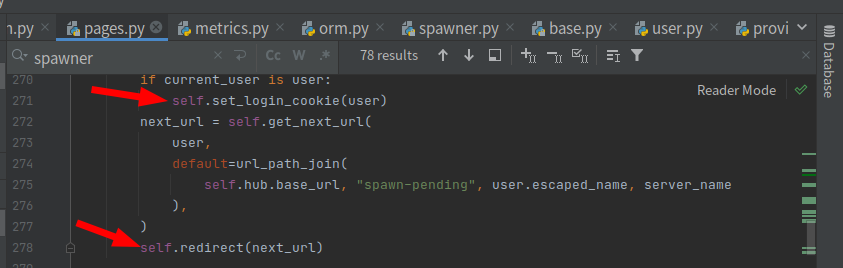 n.py pages.py metrics.py orm.py spawner.py base.py user.py provi
spawner Cc W .* 78 results
Database
Reader Mode
270 if current_user is user:
271 self.set_login_cookie(user)
272 next_url = self.get_next_url(
273 user,
274 default=url_path_join(
275 self.hub.base_url, "spawn-pending", user.escaped_name, server_name
276 ),
277 )
278 self.redirect(next_url)